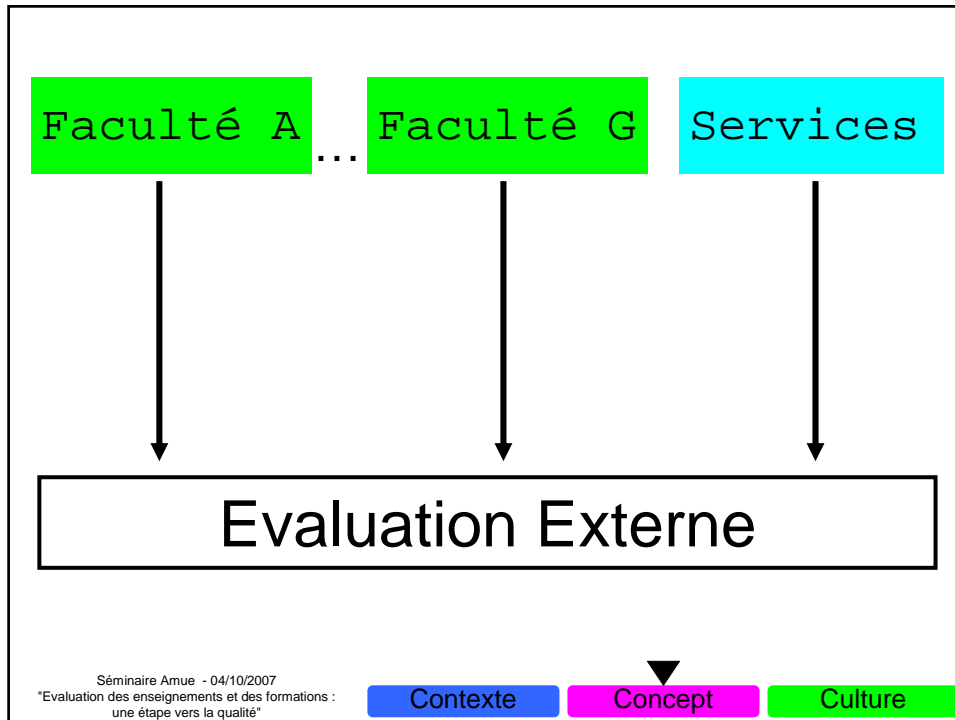 Faculté A ... Faculté G Services
Evaluation Externe
Séminaire Amue - 04/10/2007
"Evaluation des enseignements et des formations :
une étape vers la qualité"
Contexte Concept Culture